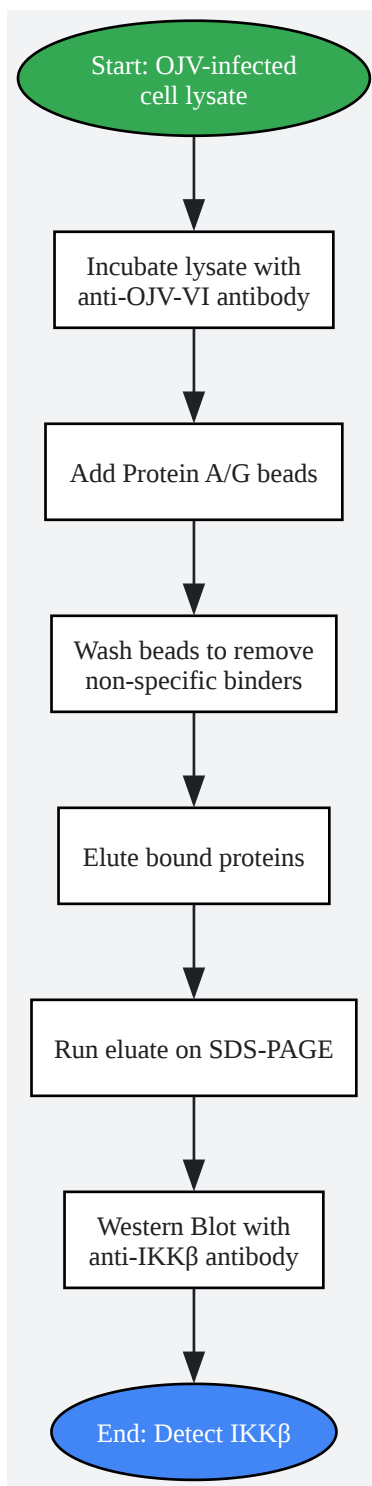 Start: OJV-infected
cell lysate
Incubate lysate with
anti-OJV-VI antibody
Add Protein A/G beads
Wash beads to remove
non-specific binders
Elute bound proteins
Run eluate on SDS-PAGE
Western Blot with
anti-IKKβ antibody
End: Detect IKKβ